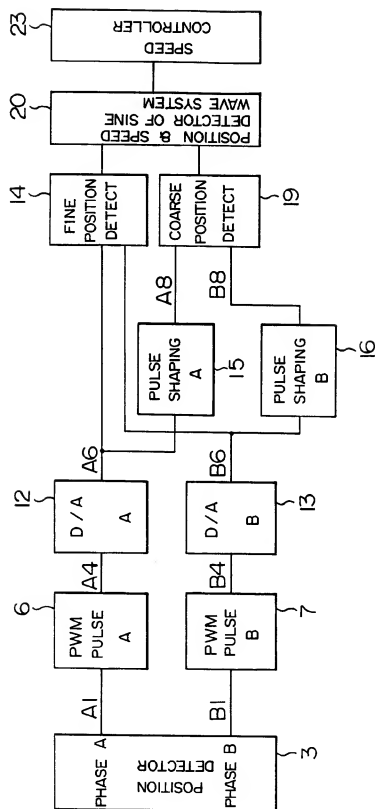 POSITION
DETECTOR
PHASE A
PHASE B
3
A1
B1
6
PWM
PULSE
A
PWM
PULSE
B
7
A4
B4
12
D/A
A
D/A
B
13
A6
B6
PULSE
SHAPING
A
15
PULSE
SHAPING
B
16
A8
B8
14
FINE
POSITION
DETECT
COARSE
POSITION
DETECT
19
20
POSITION & SPEED
DETECTOR OF SINE
WAVE SYSTEM
23
SPEED
CONTROLLER